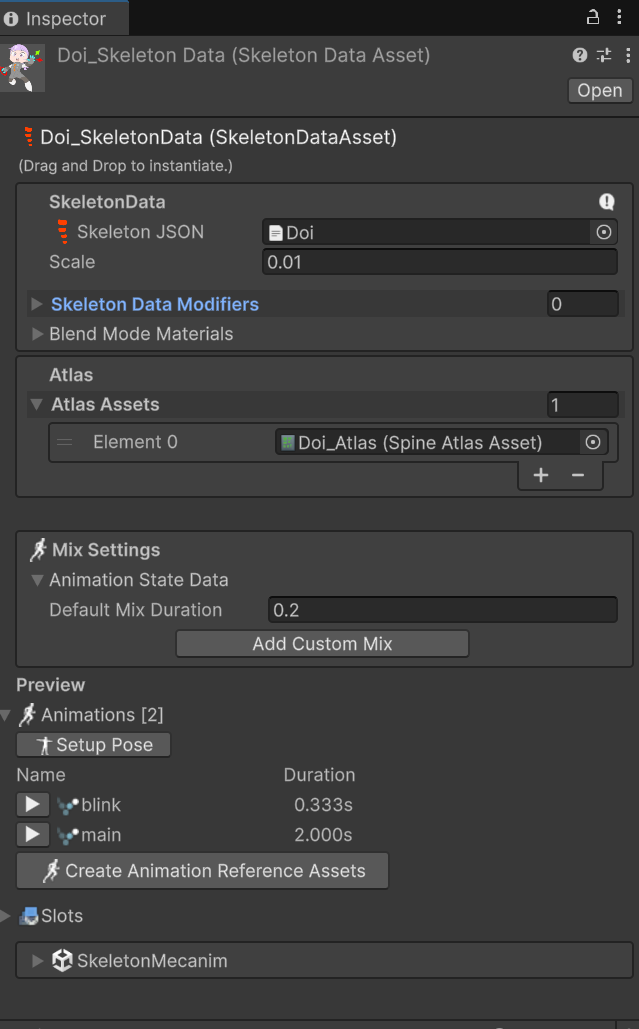 Inspector
Doi_Skeleton Data (Skeleton Data Asset)
Open
Doi_SkeletonData (SkeletonDataAsset)
(Drag and Drop to instantiate.)
SkeletonData
Skeleton JSON Doi
Scale 0.01
Skeleton Data Modifiers 0
Blend Mode Materials
Atlas
Atlas Assets 1
Element 0 Doi_Atlas (Spine Atlas Asset)
+ −
Mix Settings
Animation State Data
Default Mix Duration 0.2
Add Custom Mix
Preview
Animations [2]
Setup Pose
Name Duration
blink 0.333s
main 2.000s
Create Animation Reference Assets
Slots
SkeletonMecanim